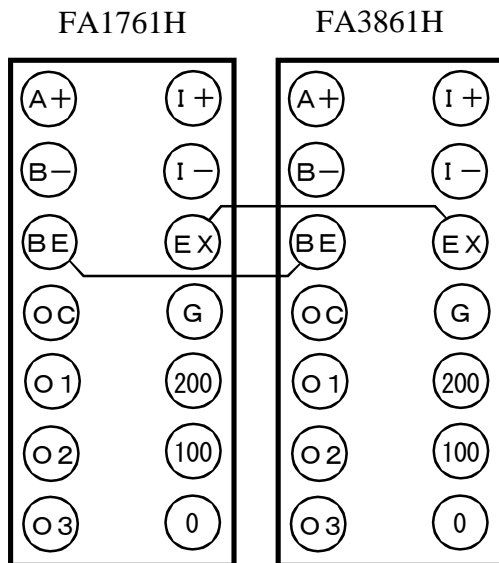 FA1761H FA3861H
A+ I+ A+ I+
B− I− B− I−
BE EX BE EX
OC G OC G
O1 200 O1 200
O2 100 O2 100
O3 0 O3 0